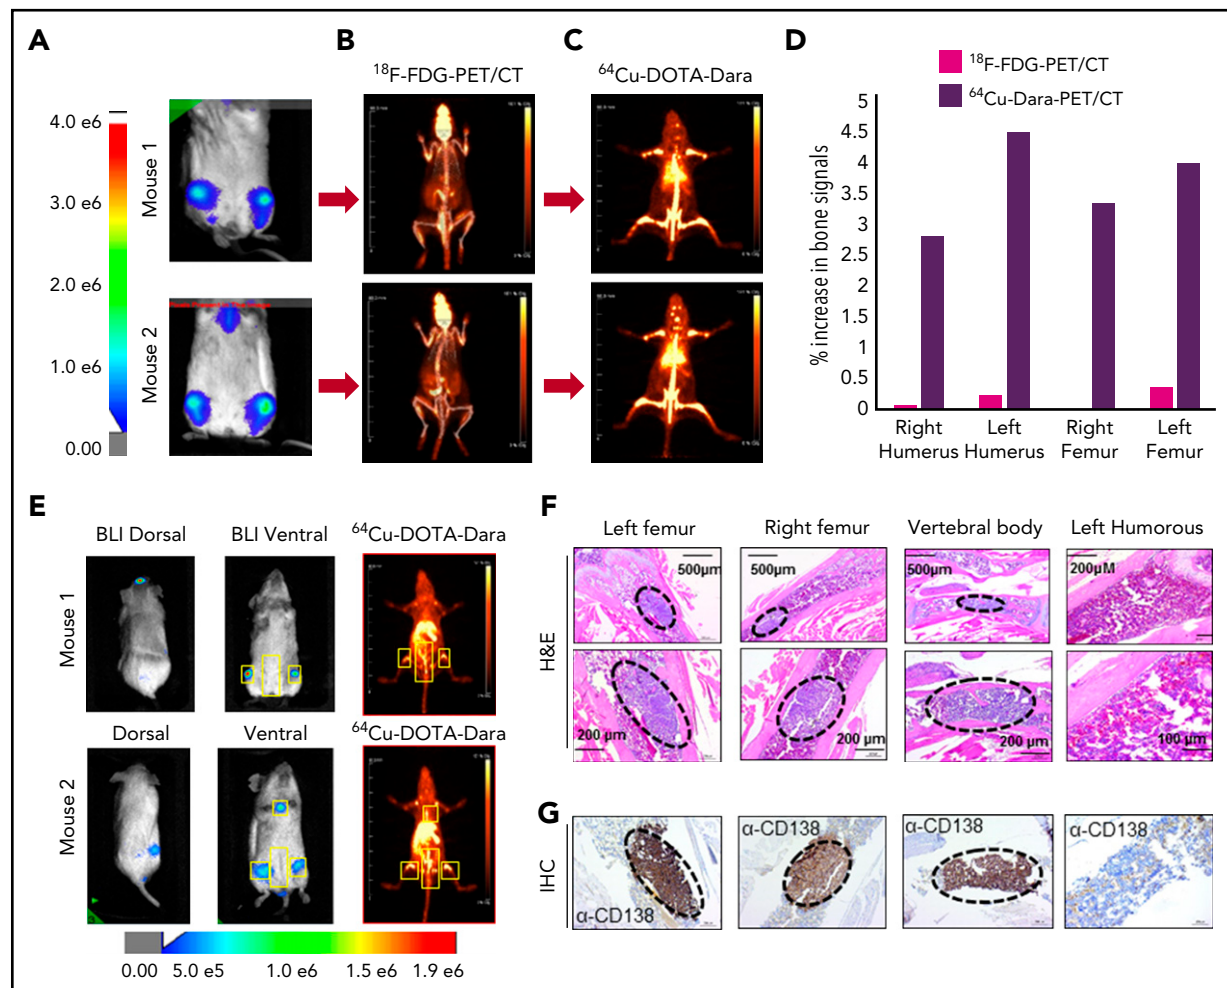 A
B
C
D
18F-FDG-PET/CT
64Cu-DOTA-Dara
18F-FDG-PET/CT
64Cu-Dara-PET/CT
4.0 e6
3.0 e6
2.0 e6
1.0 e6
0.00
Mouse 1
Mouse 2
% increase in bone signals
5
4.5
4
3.5
3
2.5
2
1.5
1
0.5
0
Right Humerus
Left Humerus
Right Femur
Left Femur
E
BLI Dorsal
BLI Ventral
64Cu-DOTA-Dara
Mouse 1
Dorsal
Ventral
64Cu-DOTA-Dara
Mouse 2
0.00
5.0 e5
1.0 e6
1.5 e6
1.9 e6
F
Left femur
Right femur
Vertebral body
Left Humorous
H&E
500µm
500µm
500µm
200µM
200 µm
200 µm
200 µm
100 µm
G
IHC
α-CD138
α-CD138
α-CD138
α-CD138